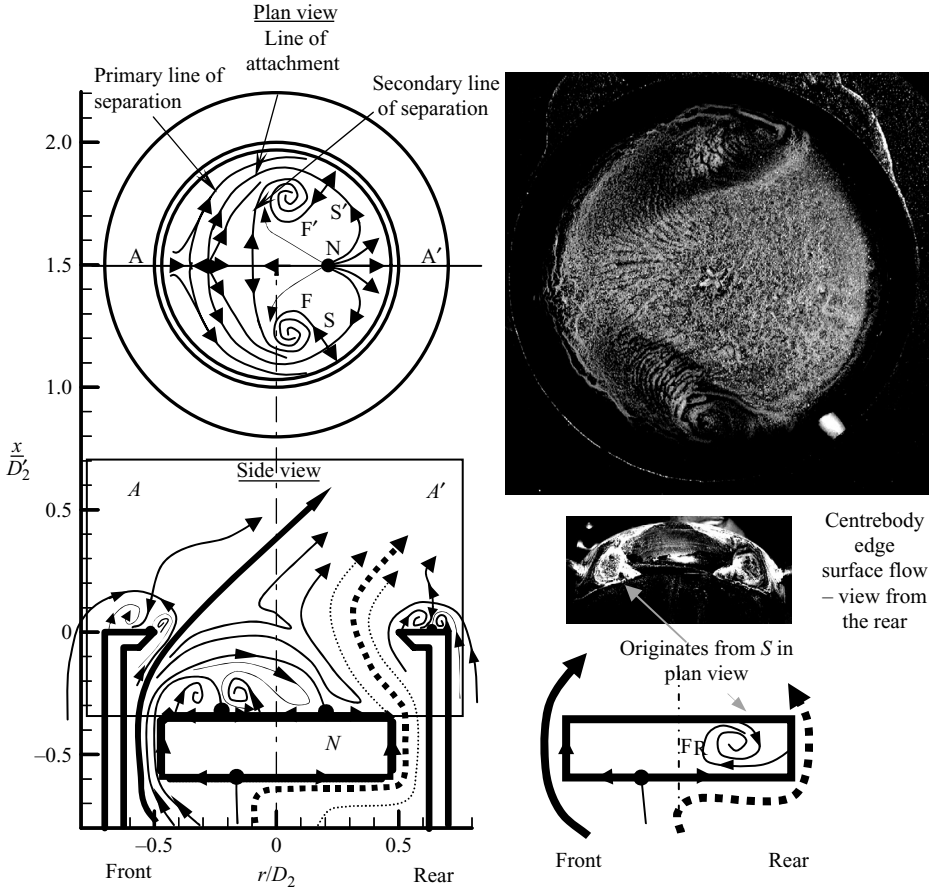 Plan view
Line of
attachment
Primary line of
separation
Secondary line
of separation
2.0
S′
F′
A
N
A′
1.5
F
S
1.0
x
D′2
Side view
A
A′
0.5
0
N
–0.5
–0.5
0
0.5
Front
r/D2
Rear
Centrebody
edge
surface flow
– view from
the rear
Originates from S in
plan view
FR
Front
Rear